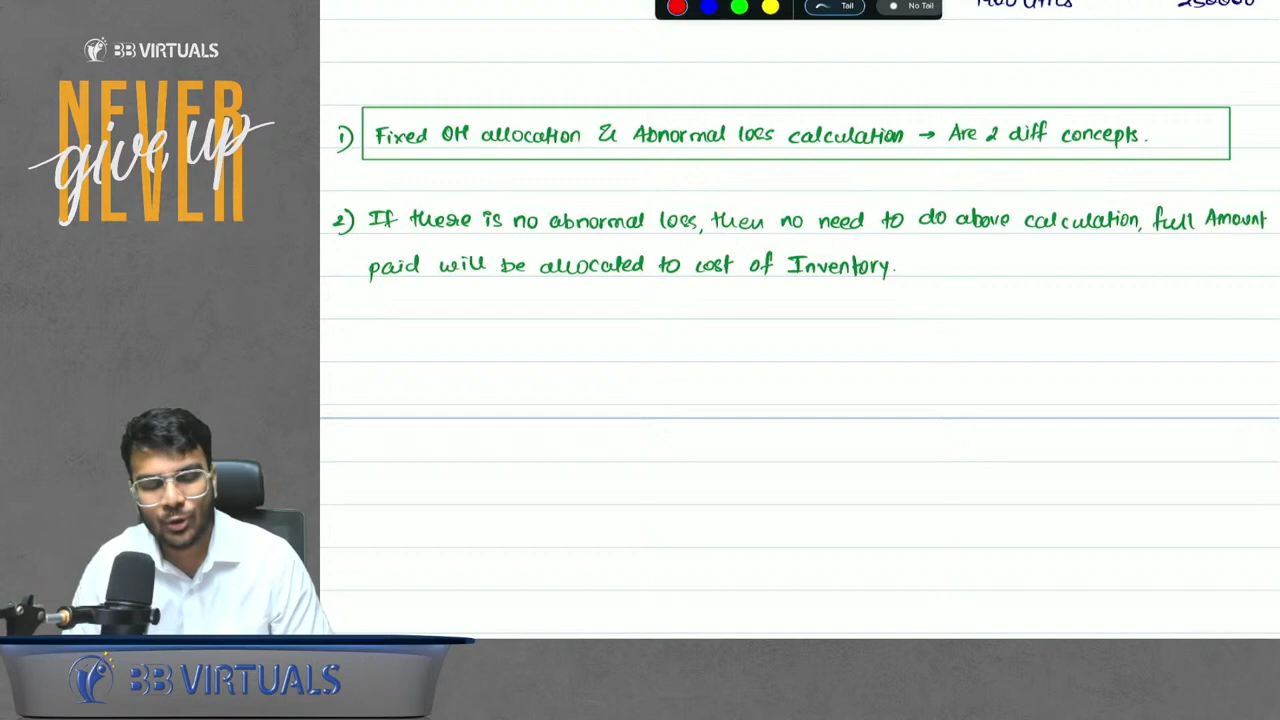 BB VIRTUALS
NEVER
give up
NEVER
Tail
No Tail
1) Fixed OH allocation & Abnormal loss calculation → Are 2 diff concepts.
2) If there is no abnormal loss, then no need to do above calculation, full Amount
paid will be allocated to cost of Inventory.
BB VIRTUALS